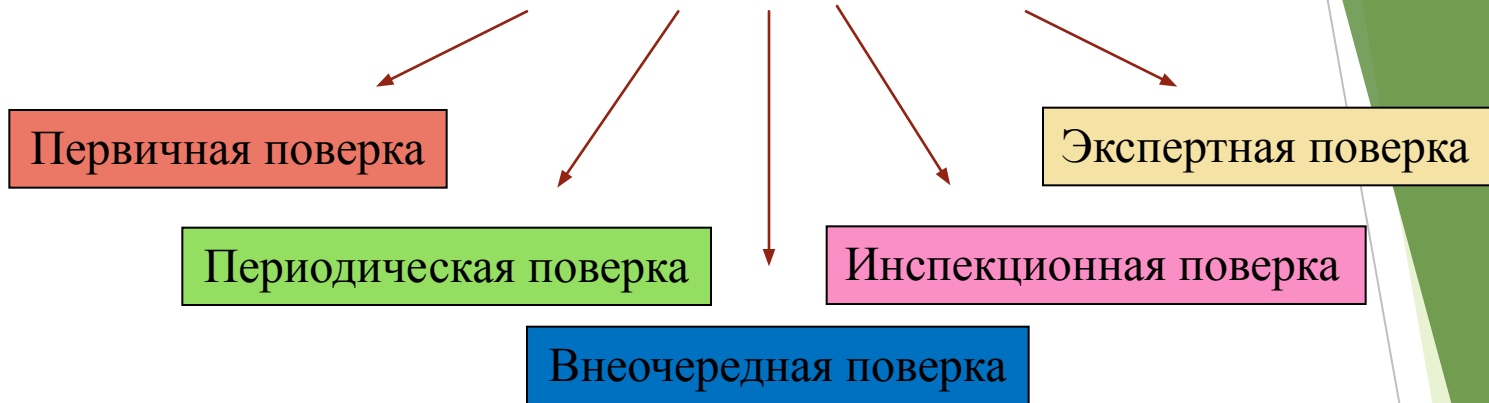 Первичная поверка
Экспертная поверка
Периодическая поверка
Инспекционная поверка
Внеочередная поверка